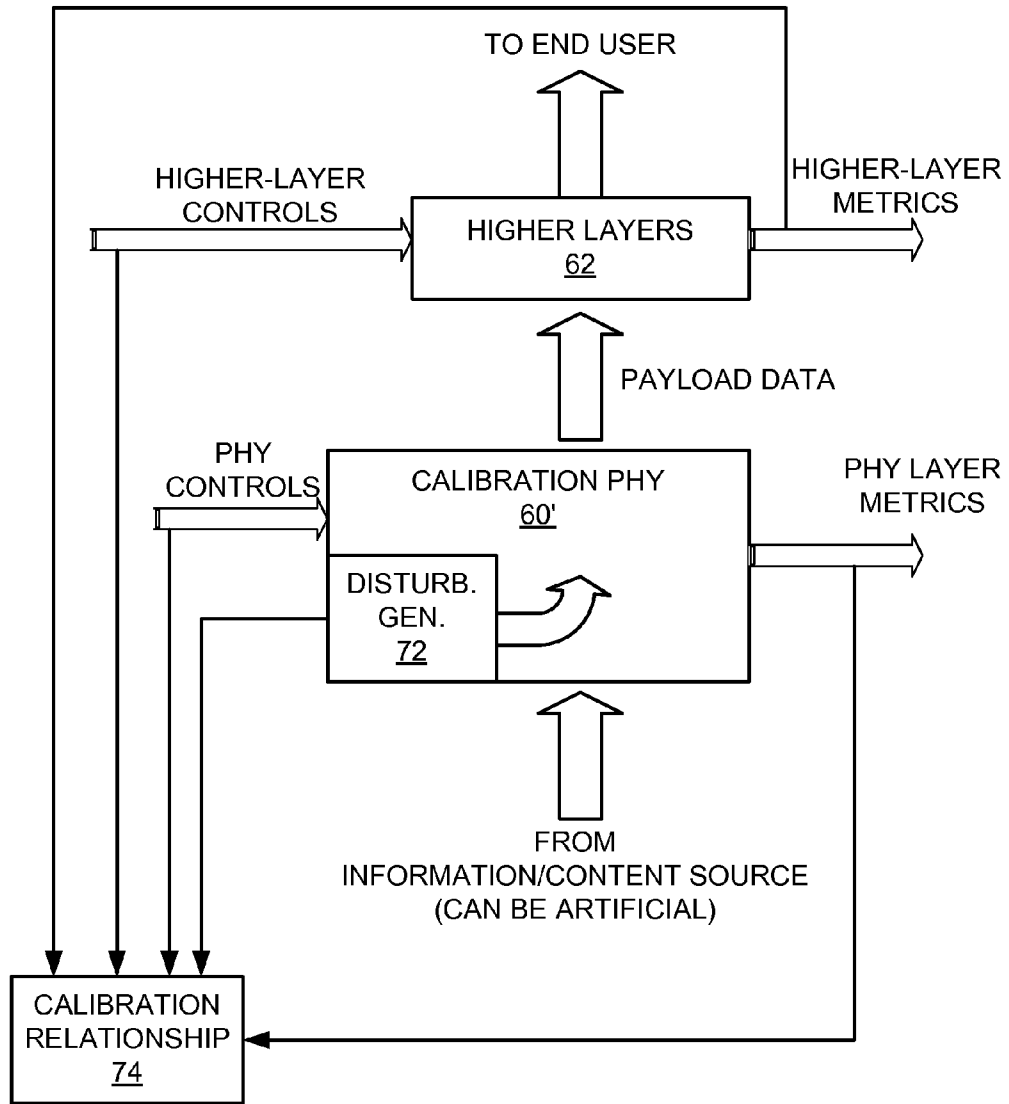 TO END USER
HIGHER-LAYER
CONTROLS
HIGHER-LAYER
METRICS
HIGHER LAYERS
62
PAYLOAD DATA
PHY
CONTROLS
CALIBRATION PHY
60'
PHY LAYER
METRICS
DISTURB.
GEN.
72
FROM
INFORMATION/CONTENT SOURCE
(CAN BE ARTIFICIAL)
CALIBRATION
RELATIONSHIP
74